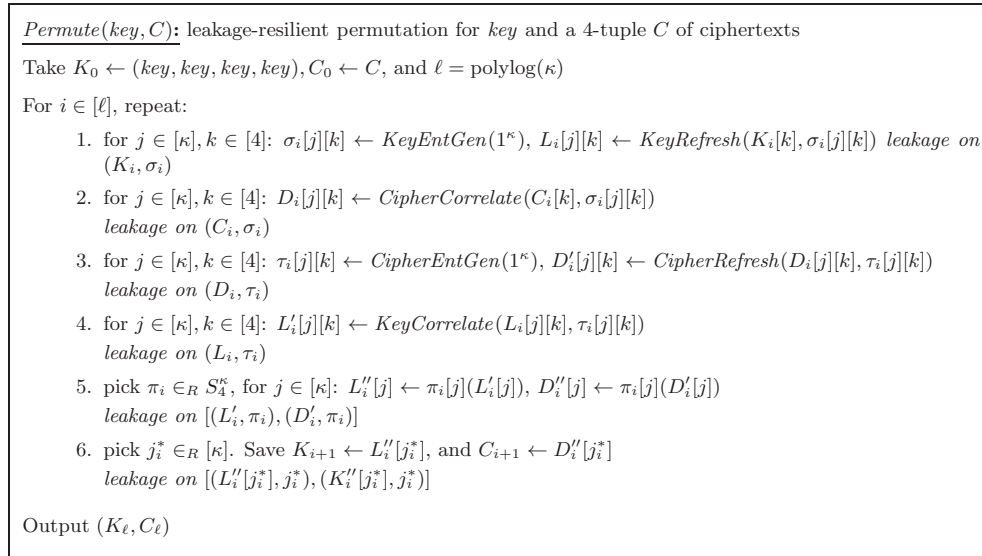 Permute(key, C): leakage-resilient permutation for key and a 4-tuple C of ciphertexts
Take K₀ ← (key, key, key, key), C₀ ← C, and ℓ = polylog(κ)
For i ∈ [ℓ], repeat:
1. for j ∈ [κ], k ∈ [4]: σᵢ[j][k] ← KeyEntGen(1^κ), Lᵢ[j][k] ← KeyRefresh(Kᵢ[k], σᵢ[j][k]) leakage on
(Kᵢ, σᵢ)
2. for j ∈ [κ], k ∈ [4]: Dᵢ[j][k] ← CipherCorrelate(Cᵢ[k], σᵢ[j][k])
leakage on (Cᵢ, σᵢ)
3. for j ∈ [κ], k ∈ [4]: τᵢ[j][k] ← CipherEntGen(1^κ), D′ᵢ[j][k] ← CipherRefresh(Dᵢ[j][k], τᵢ[j][k])
leakage on (Dᵢ, τᵢ)
4. for j ∈ [κ], k ∈ [4]: L′ᵢ[j][k] ← KeyCorrelate(Lᵢ[j][k], τᵢ[j][k])
leakage on (Lᵢ, τᵢ)
5. pick πᵢ ∈_R S₄^κ, for j ∈ [κ]: L″ᵢ[j] ← πᵢ[j](L′ᵢ[j]), D″ᵢ[j] ← πᵢ[j](D′ᵢ[j])
leakage on [(L′ᵢ, πᵢ), (D′ᵢ, πᵢ)]
6. pick j*ᵢ ∈_R [κ]. Save Kᵢ₊₁ ← L″ᵢ[j*ᵢ], and Cᵢ₊₁ ← D″ᵢ[j*ᵢ]
leakage on [(L″ᵢ[j*ᵢ], j*ᵢ), (K″ᵢ[j*ᵢ], j*ᵢ)]
Output (K_ℓ, C_ℓ)